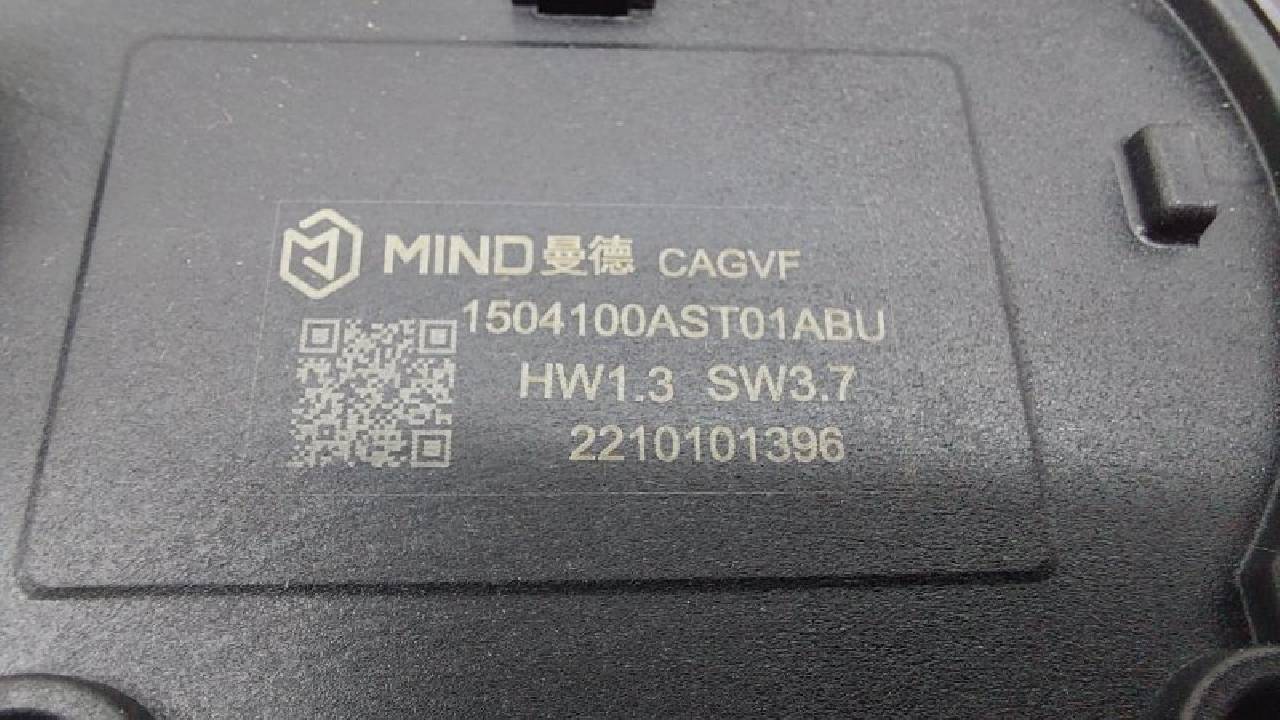 MIND曼德 CAGVF
1504100AST01ABU
HW1.3 SW3.7
2210101396